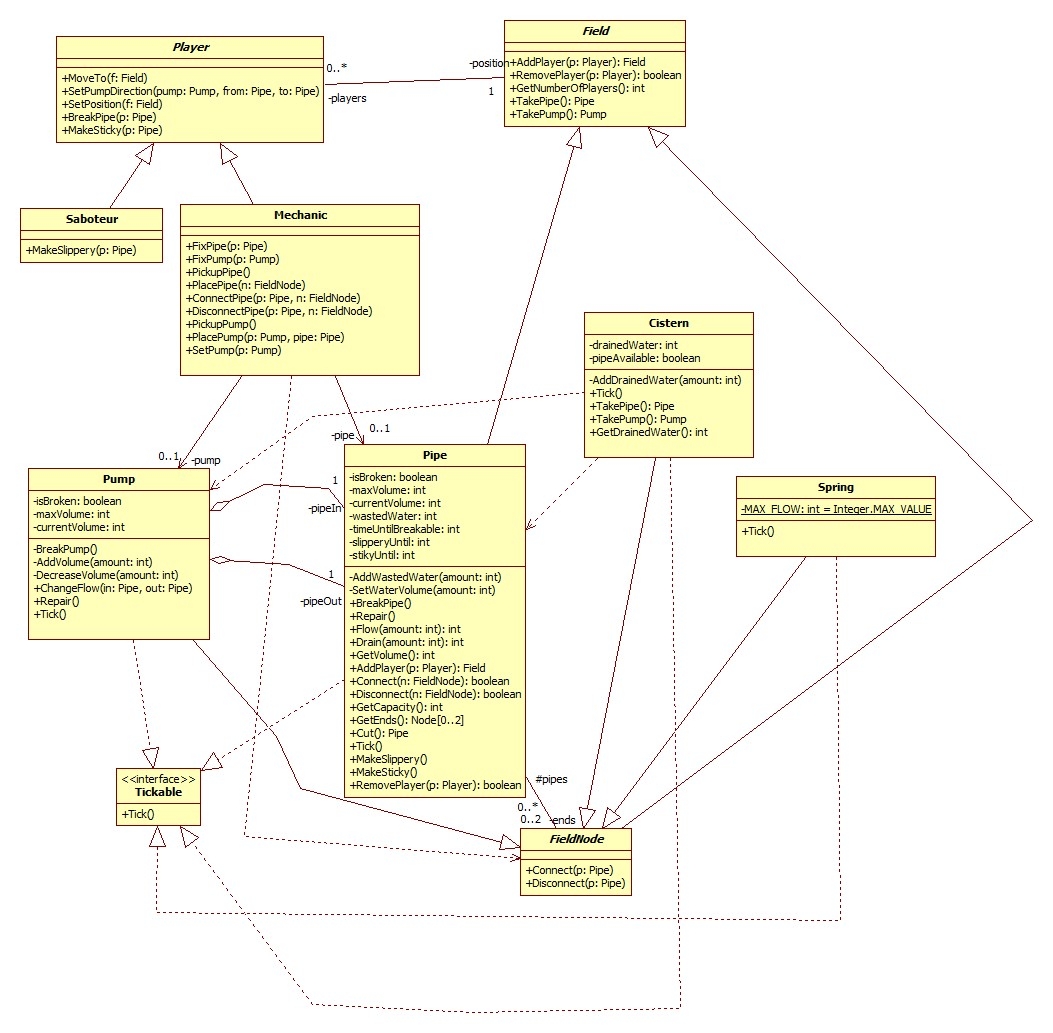 Player
+MoveTo(f: Field)
+SetPumpDirection(pump: Pump, from: Pipe, to: Pipe)
+SetPosition(f: Field)
+BreakPipe(p: Pipe)
+MakeSticky(p: Pipe)
0..*
-players
-position
1
Field
+AddPlayer(p: Player): Field
+RemovePlayer(p: Player): boolean
+GetNumberOfPlayers(): int
+TakePipe(): Pipe
+TakePump(): Pump
Saboteur
+MakeSlippery(p: Pipe)
Mechanic
+FixPipe(p: Pipe)
+FixPump(p: Pump)
+PickupPipe()
+PlacePipe(n: FieldNode)
+ConnectPipe(p: Pipe, n: FieldNode)
+DisconnectPipe(p: Pipe, n: FieldNode)
+PickupPump()
+PlacePump(p: Pump, pipe: Pipe)
+SetPump(p: Pump)
Cistern
-drainedWater: int
-pipeAvailable: boolean
-AddDrainedWater(amount: int)
+Tick()
+TakePipe(): Pipe
+TakePump(): Pump
+GetDrainedWater(): int
0..1
-pump
-pipe
0..1
Pump
-isBroken: boolean
-maxVolume: int
-currentVolume: int
-BreakPump()
-AddVolume(amount: int)
-DecreaseVolume(amount: int)
+ChangeFlow(in: Pipe, out: Pipe)
+Repair()
+Tick()
1
-pipeIn
1
-pipeOut
Pipe
-isBroken: boolean
-maxVolume: int
-currentVolume: int
-wastedWater: int
-timeUntilBreakable: int
-slipperyUntil: int
-stikyUntil: int
-AddWastedWater(amount: int)
-SetWaterVolume(amount: int)
+BreakPipe()
+Repair()
+Flow(amount: int): int
+Drain(amount: int): int
+GetVolume(): int
+AddPlayer(p: Player): Field
+Connect(n: FieldNode): boolean
+Disconnect(n: FieldNode): boolean
+GetCapacity(): int
+GetEnds(): Node[0..2]
+Cut(): Pipe
+Tick()
+MakeSlippery()
+MakeSticky()
+RemovePlayer(p: Player): boolean
Spring
-MAX_FLOW: int = Integer.MAX_VALUE
+Tick()
<<interface>>
Tickable
+Tick()
#pipes
0..*
0..2
-ends
FieldNode
+Connect(p: Pipe)
+Disconnect(p: Pipe)